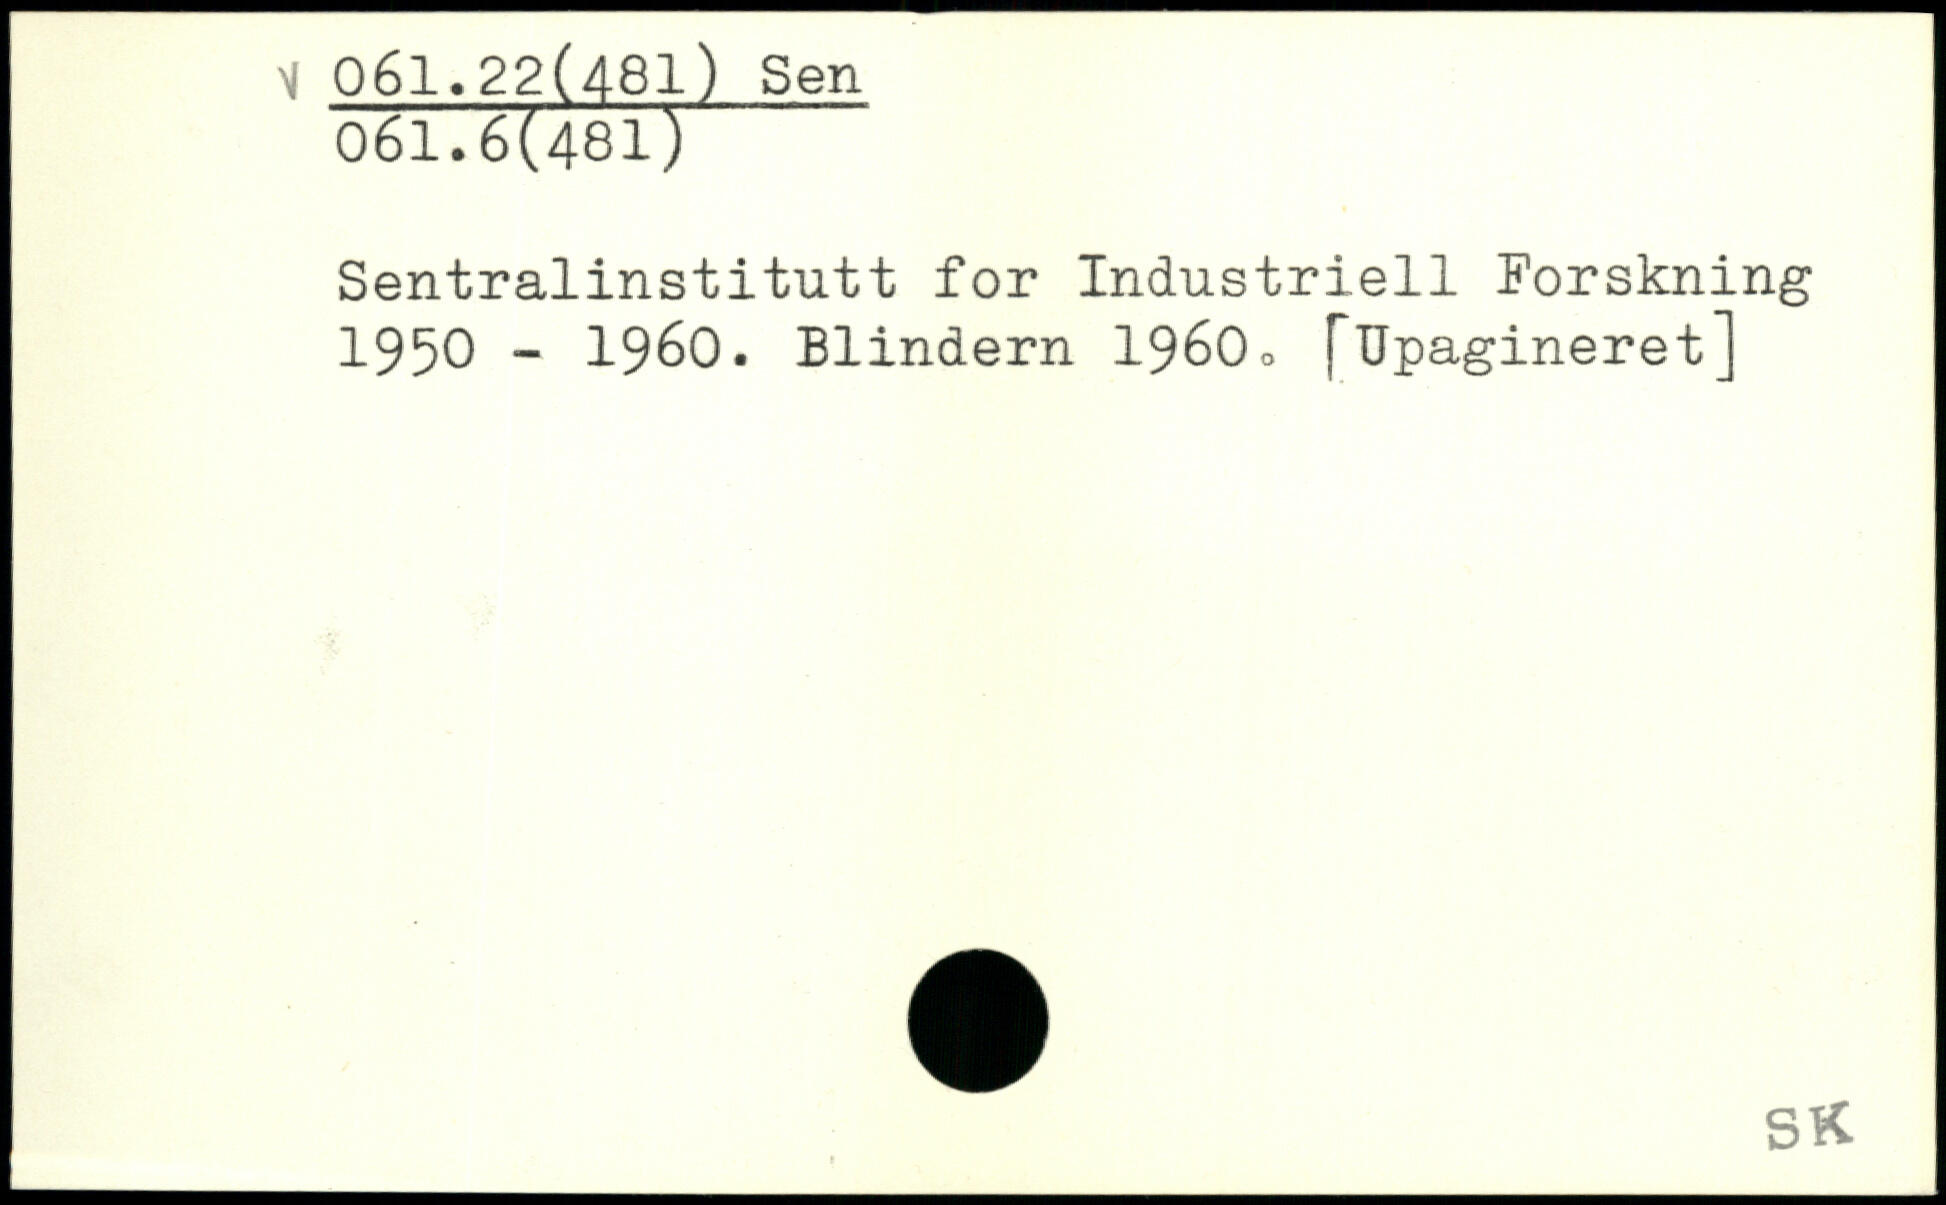 v 061.22(481) Sen
061.6(481)
Sentralinstitutt for Industriell Forskning
1950 - 1960. Blindern 1960. [Upagineret]
SK